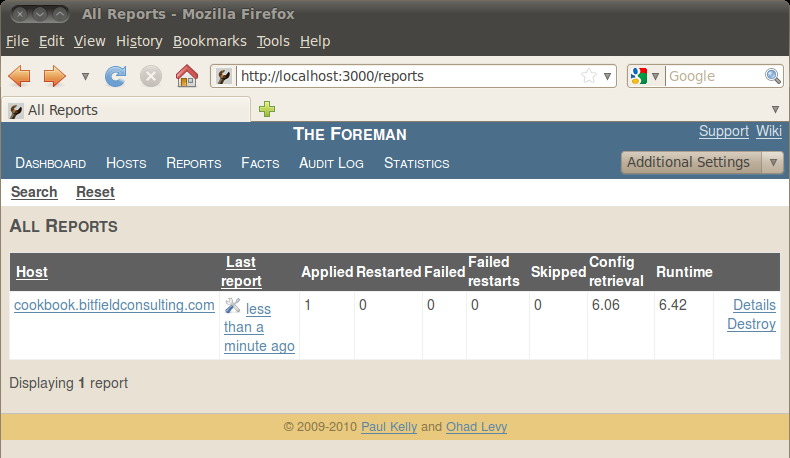 All Reports - Mozilla Firefox
File Edit View History Bookmarks Tools Help
http://localhost:3000/reports
Google
All Reports
THE FOREMAN
Support Wiki
DASHBOARD HOSTS REPORTS FACTS AUDIT LOG STATISTICS
Additional Settings
Search Reset
ALL REPORTS
Host Last report Applied Restarted Failed Failed restarts Skipped Config retrieval Runtime
cookbook.bitfieldconsulting.com less than a minute ago 1 0 0 0 0 6.06 6.42 Details
Destroy
Displaying 1 report
© 2009-2010 Paul Kelly and Ohad Levy